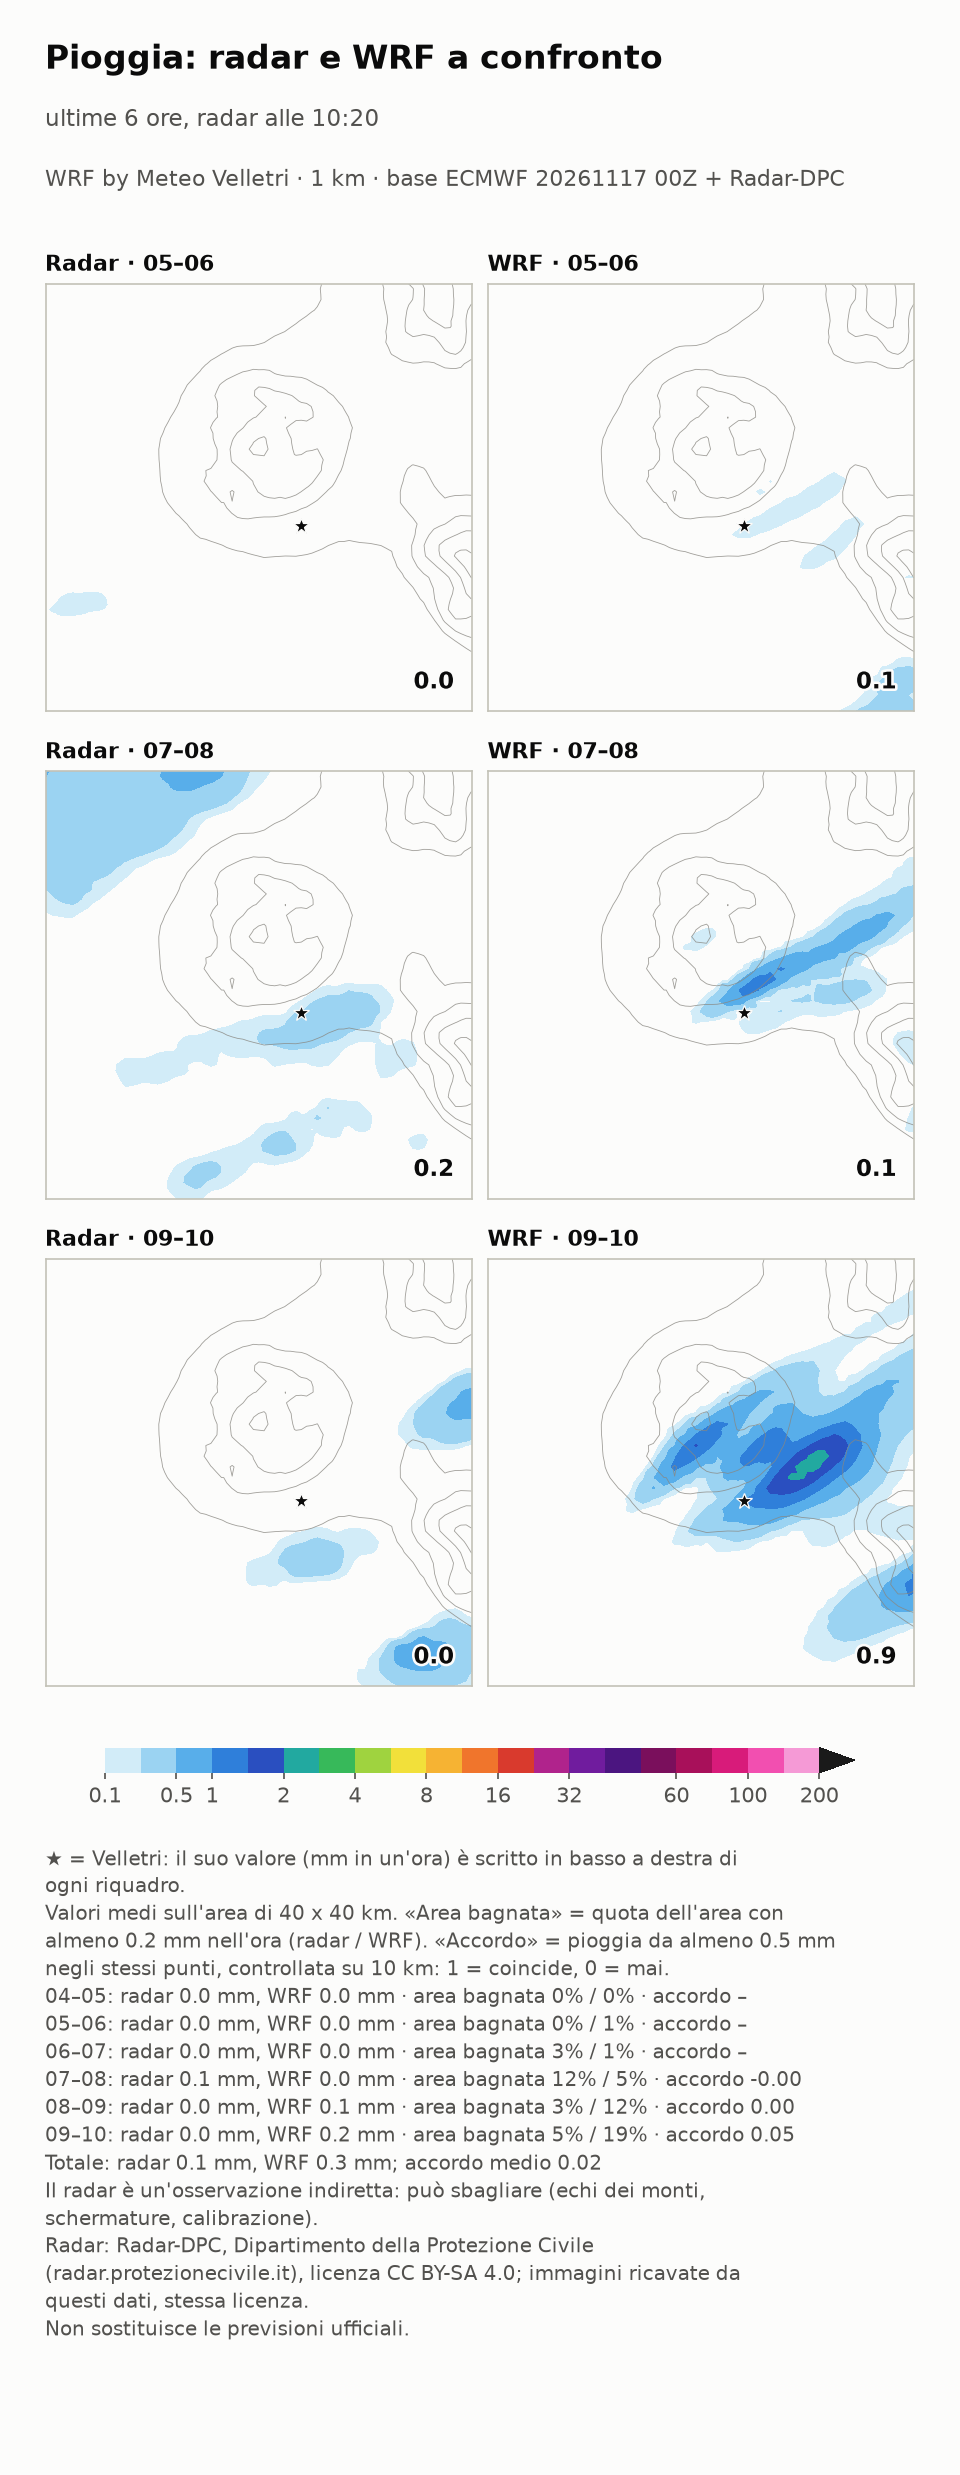 Pioggia: radar e WRF a confronto
ultime 6 ore, radar alle 10:20
WRF by Meteo Velletri · 1 km · base ECMWF 20261117 00Z + Radar-DPC
Radar · 05–06
WRF · 05–06
0.0
0.1
Radar · 07–08
WRF · 07–08
0.2
0.1
Radar · 09–10
WRF · 09–10
0.0
0.9
0.1 0.5 1 2 4 8 16 32 60 100 200
★ = Velletri: il suo valore (mm in un'ora) è scritto in basso a destra di
ogni riquadro.
Valori medi sull'area di 40 x 40 km. «Area bagnata» = quota dell'area con
almeno 0.2 mm nell'ora (radar / WRF). «Accordo» = pioggia da almeno 0.5 mm
negli stessi punti, controllata su 10 km: 1 = coincide, 0 = mai.
04–05: radar 0.0 mm, WRF 0.0 mm · area bagnata 0% / 0% · accordo –
05–06: radar 0.0 mm, WRF 0.0 mm · area bagnata 0% / 1% · accordo –
06–07: radar 0.0 mm, WRF 0.0 mm · area bagnata 3% / 1% · accordo –
07–08: radar 0.1 mm, WRF 0.0 mm · area bagnata 12% / 5% · accordo -0.00
08–09: radar 0.0 mm, WRF 0.1 mm · area bagnata 3% / 12% · accordo 0.00
09–10: radar 0.0 mm, WRF 0.2 mm · area bagnata 5% / 19% · accordo 0.05
Totale: radar 0.1 mm, WRF 0.3 mm; accordo medio 0.02
Il radar è un'osservazione indiretta: può sbagliare (echi dei monti,
schermature, calibrazione).
Radar: Radar-DPC, Dipartimento della Protezione Civile
(radar.protezionecivile.it), licenza CC BY-SA 4.0; immagini ricavate da
questi dati, stessa licenza.
Non sostituisce le previsioni ufficiali.